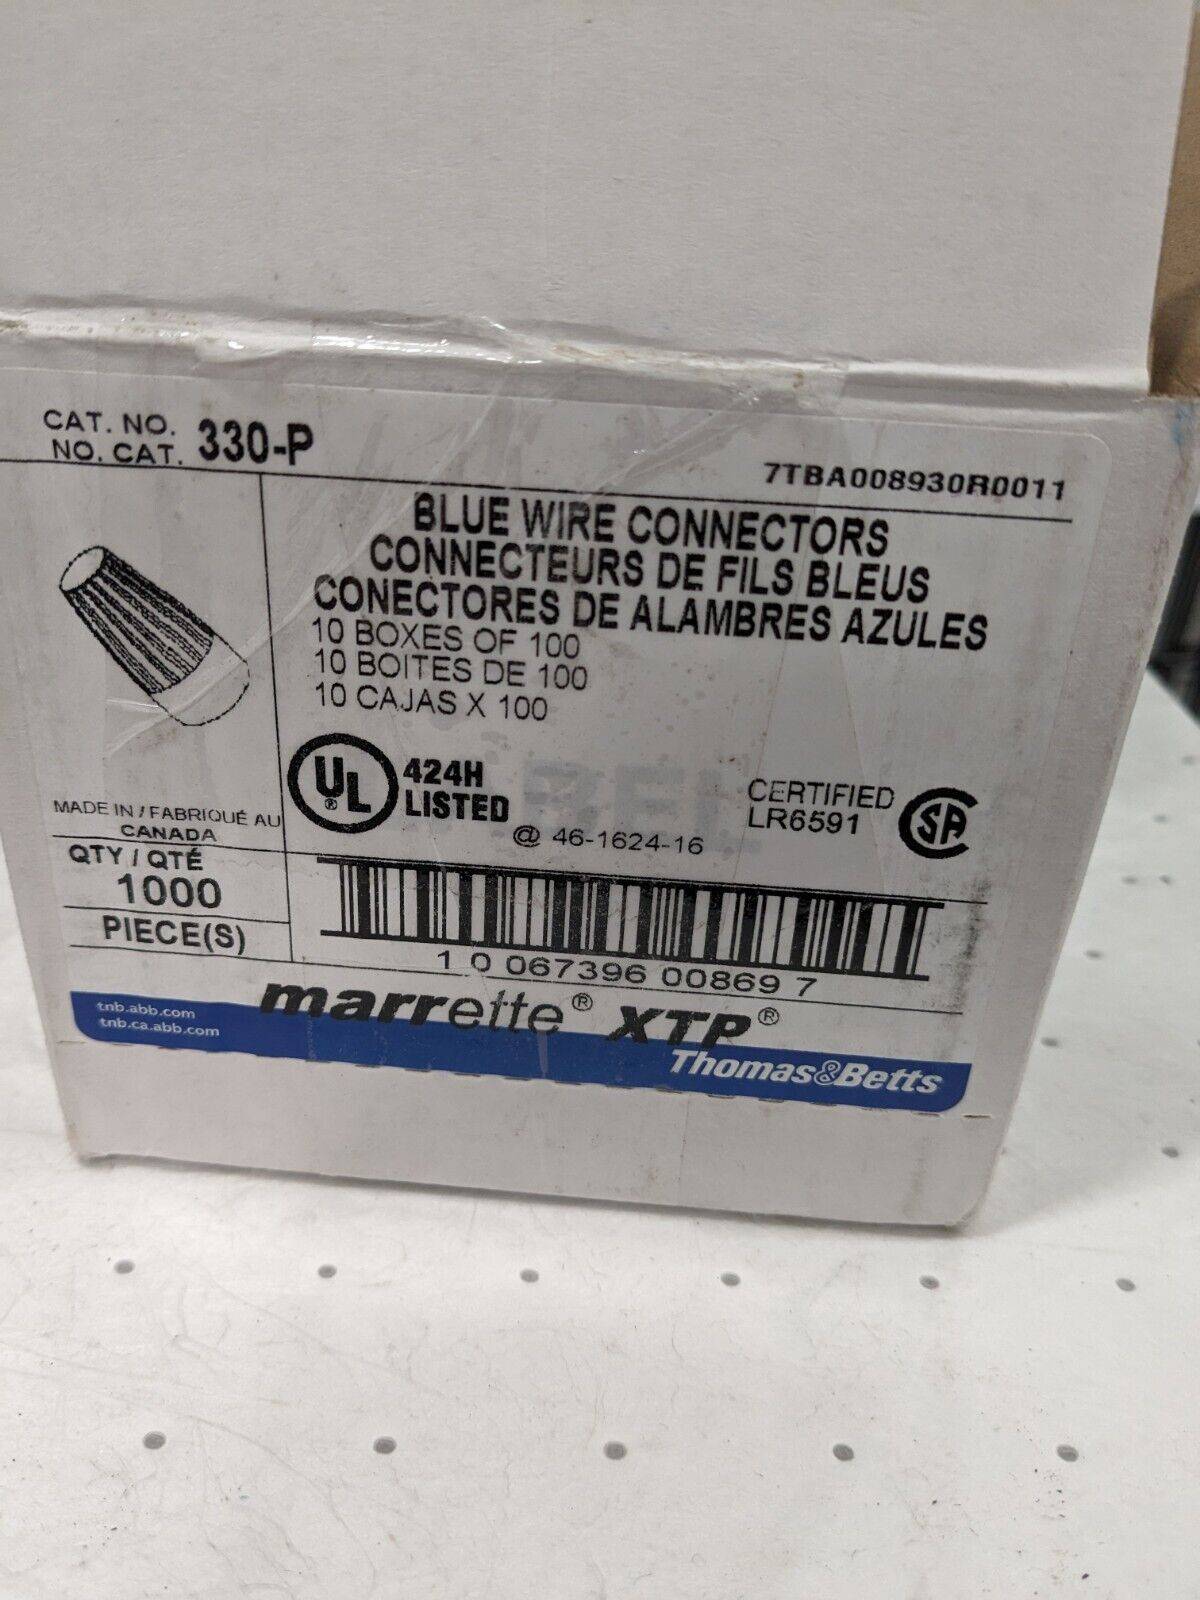 CAT. NO.
NO. CAT. 330-P
7TBA008930R0011
BLUE WIRE CONNECTORS
CONNECTEURS DE FILS BLEUS
CONECTORES DE ALAMBRES AZULES
10 BOXES OF 100
10 BOITES DE 100
10 CAJAS X 100
UL ® 424H
LISTED
@ 46-1624-16
CERTIFIED
LR6591
SA
MADE IN / FABRIQUÉ AU
CANADA
QTY / QTÉ
1000
PIECE(S)
1 0 067396 00869 7
tnb.abb.com
tnb.ca.abb.com
marrette® XTP®
Thomas&Betts